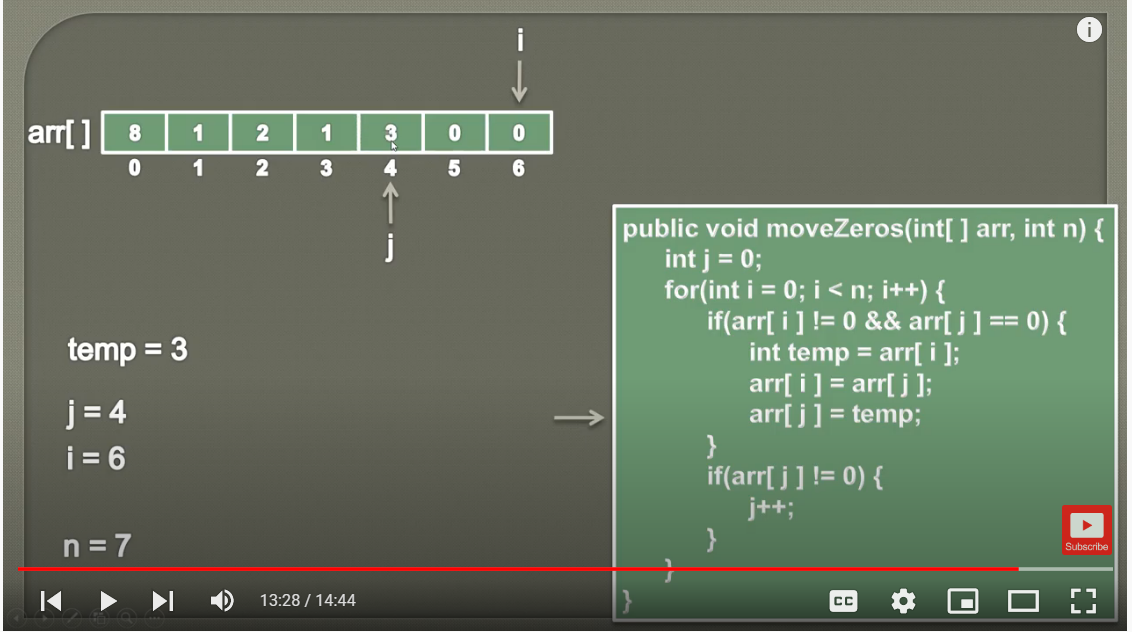 i
arr[ ] 8 1 2 1 3 0 0
0 1 2 3 4 5 6
j
temp = 3
j = 4
i = 6
n = 7
public void moveZeros(int[ ] arr, int n) {
int j = 0;
for(int i = 0; i < n; i++) {
if(arr[ i ] != 0 && arr[ j ] == 0) {
int temp = arr[ i ];
arr[ i ] = arr[ j ];
arr[ j ] = temp;
}
if(arr[ j ] != 0) {
j++;
}
}
}
i
Subscribe
13:28 / 14:44
CC